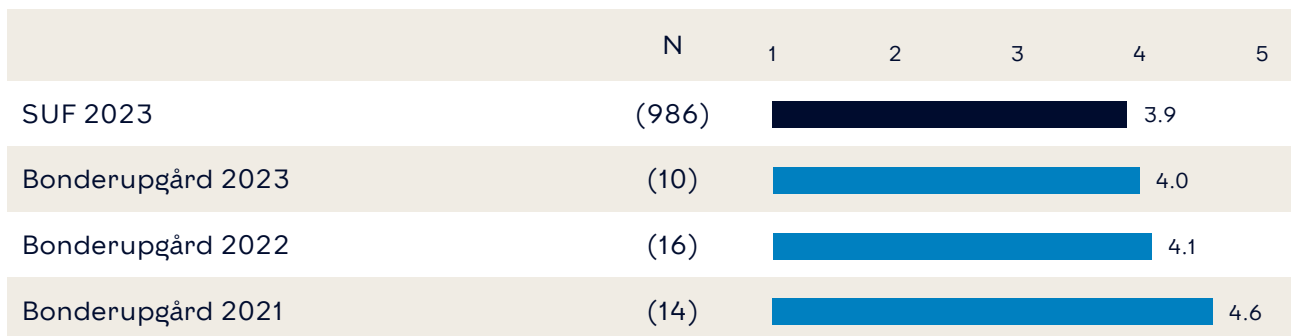 N 1 2 3 4 5
SUF 2023 (986) 3.9
Bonderupgård 2023 (10) 4.0
Bonderupgård 2022 (16) 4.1
Bonderupgård 2021 (14) 4.6